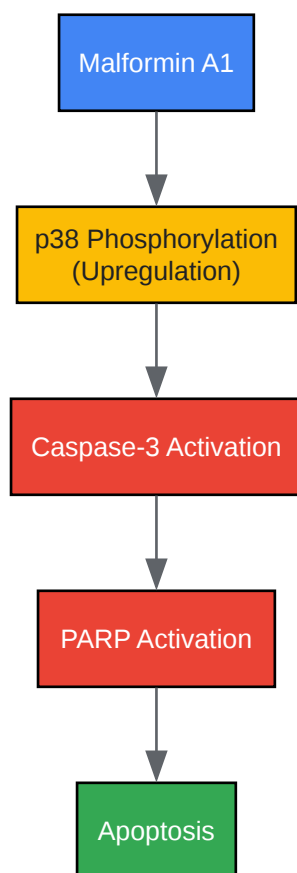 Malformin A1
p38 Phosphorylation
(Upregulation)
Caspase-3 Activation
PARP Activation
Apoptosis